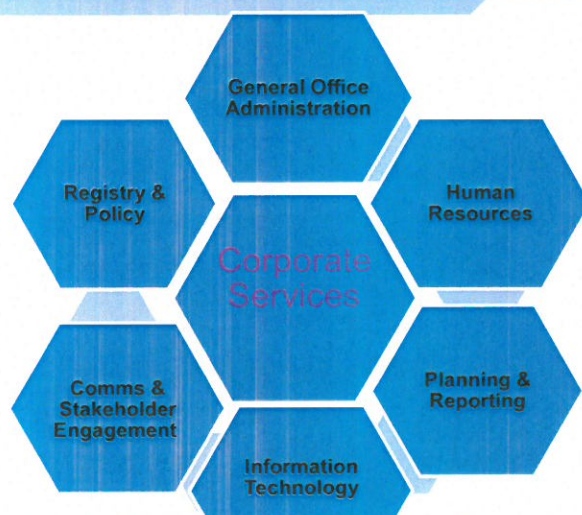 General Office
Administration
Registry &
Policy
Human
Resources
Corporate
Services
Comms &
Stakeholder
Engagement
Planning &
Reporting
Information
Technology